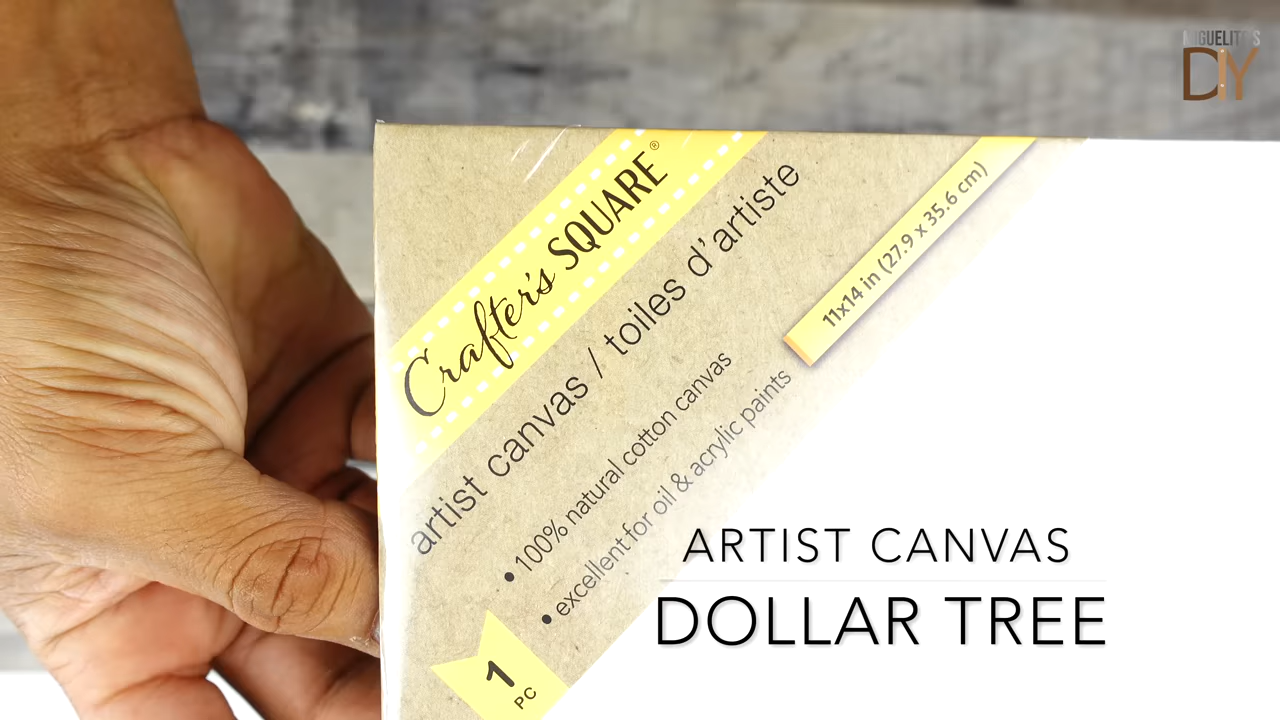 MIGUELITO'S
DIY
Crafter's SQUARE®
artist canvas / toiles d'artiste
11x14 in (27.9 x 35.6 cm)
• 100% natural cotton canvas
• excellent for oil & acrylic paints
1
PC
ARTIST CANVAS
DOLLAR TREE